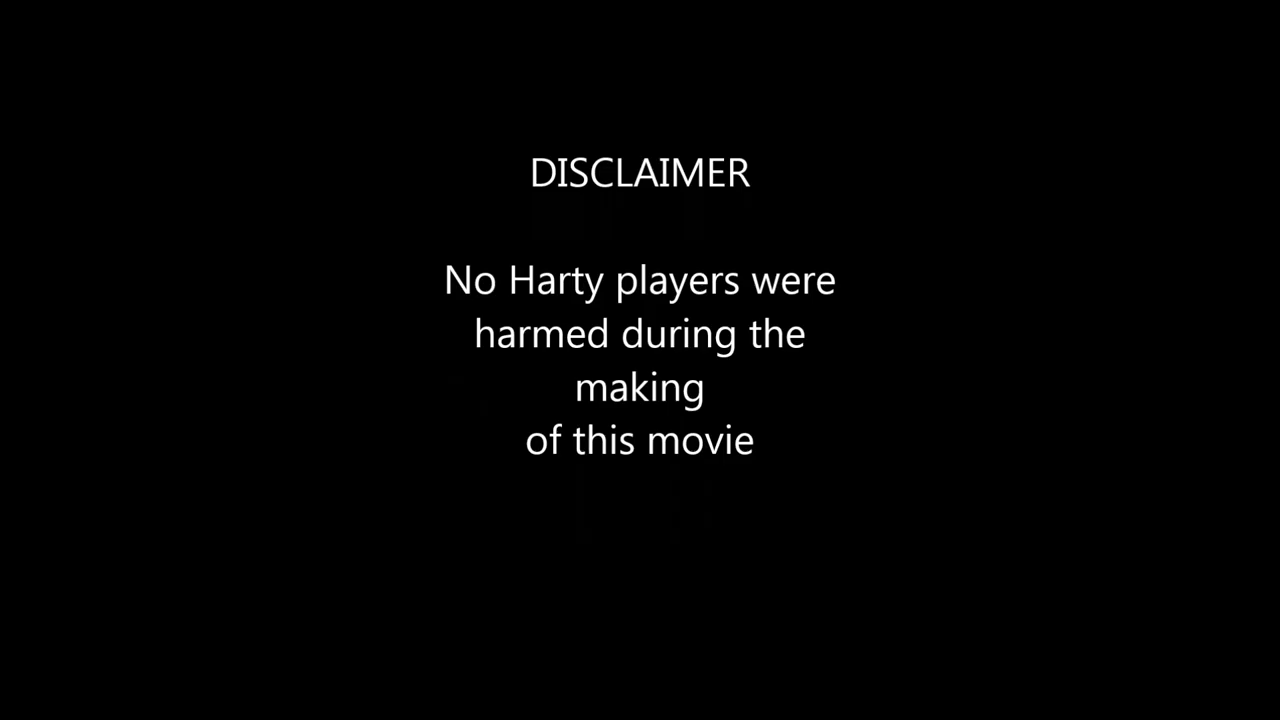 DISCLAIMER
No Harty players were
harmed during the
making
of this movie